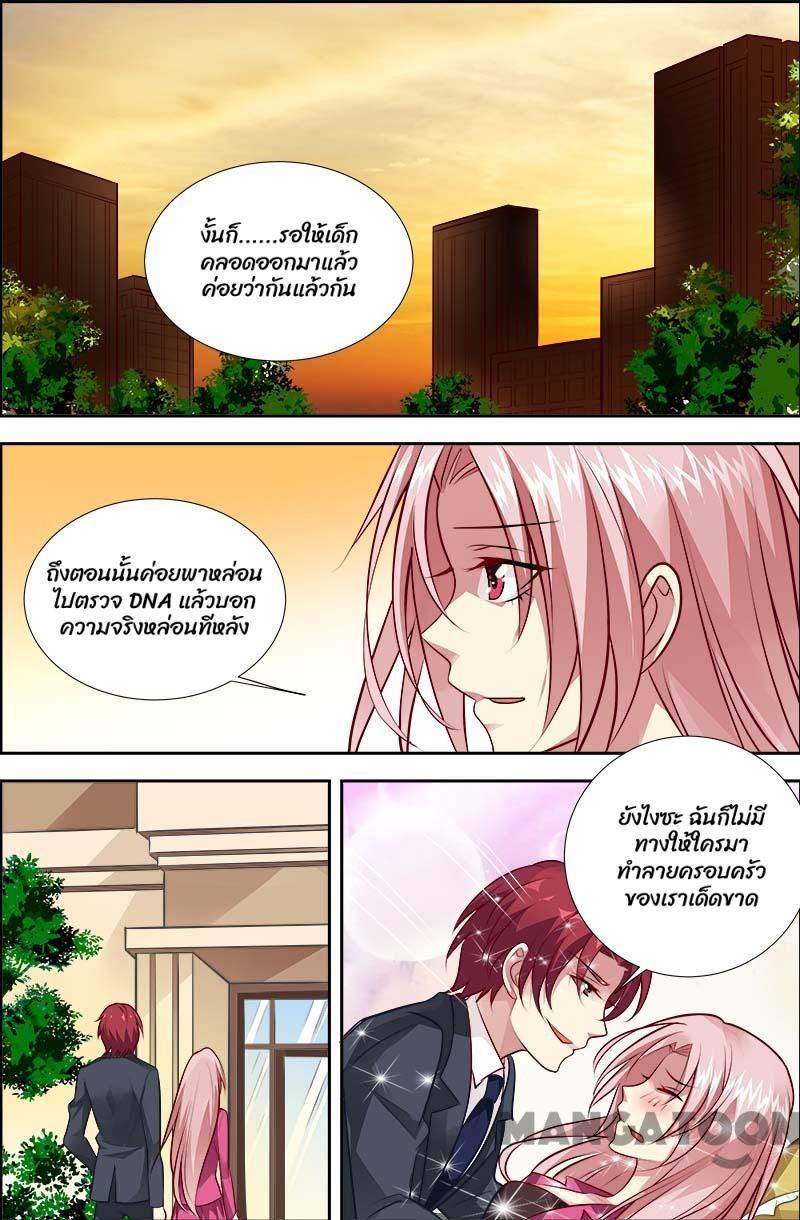 งั้นก็......รอให้เด็ก
คลอดออกมาแล้ว
ค่อยว่ากันแล้วกัน
ถึงตอนนั้นค่อยพาหล่อน
ไปตรวจ DNA แล้วบอก
ความจริงหล่อนทีหลัง
ยังไงซะ ฉันก็ไม่มี
ทางให้ใครมา
ทำลายครอบครัว
ของเราเด็ดขาด
MANGATOON